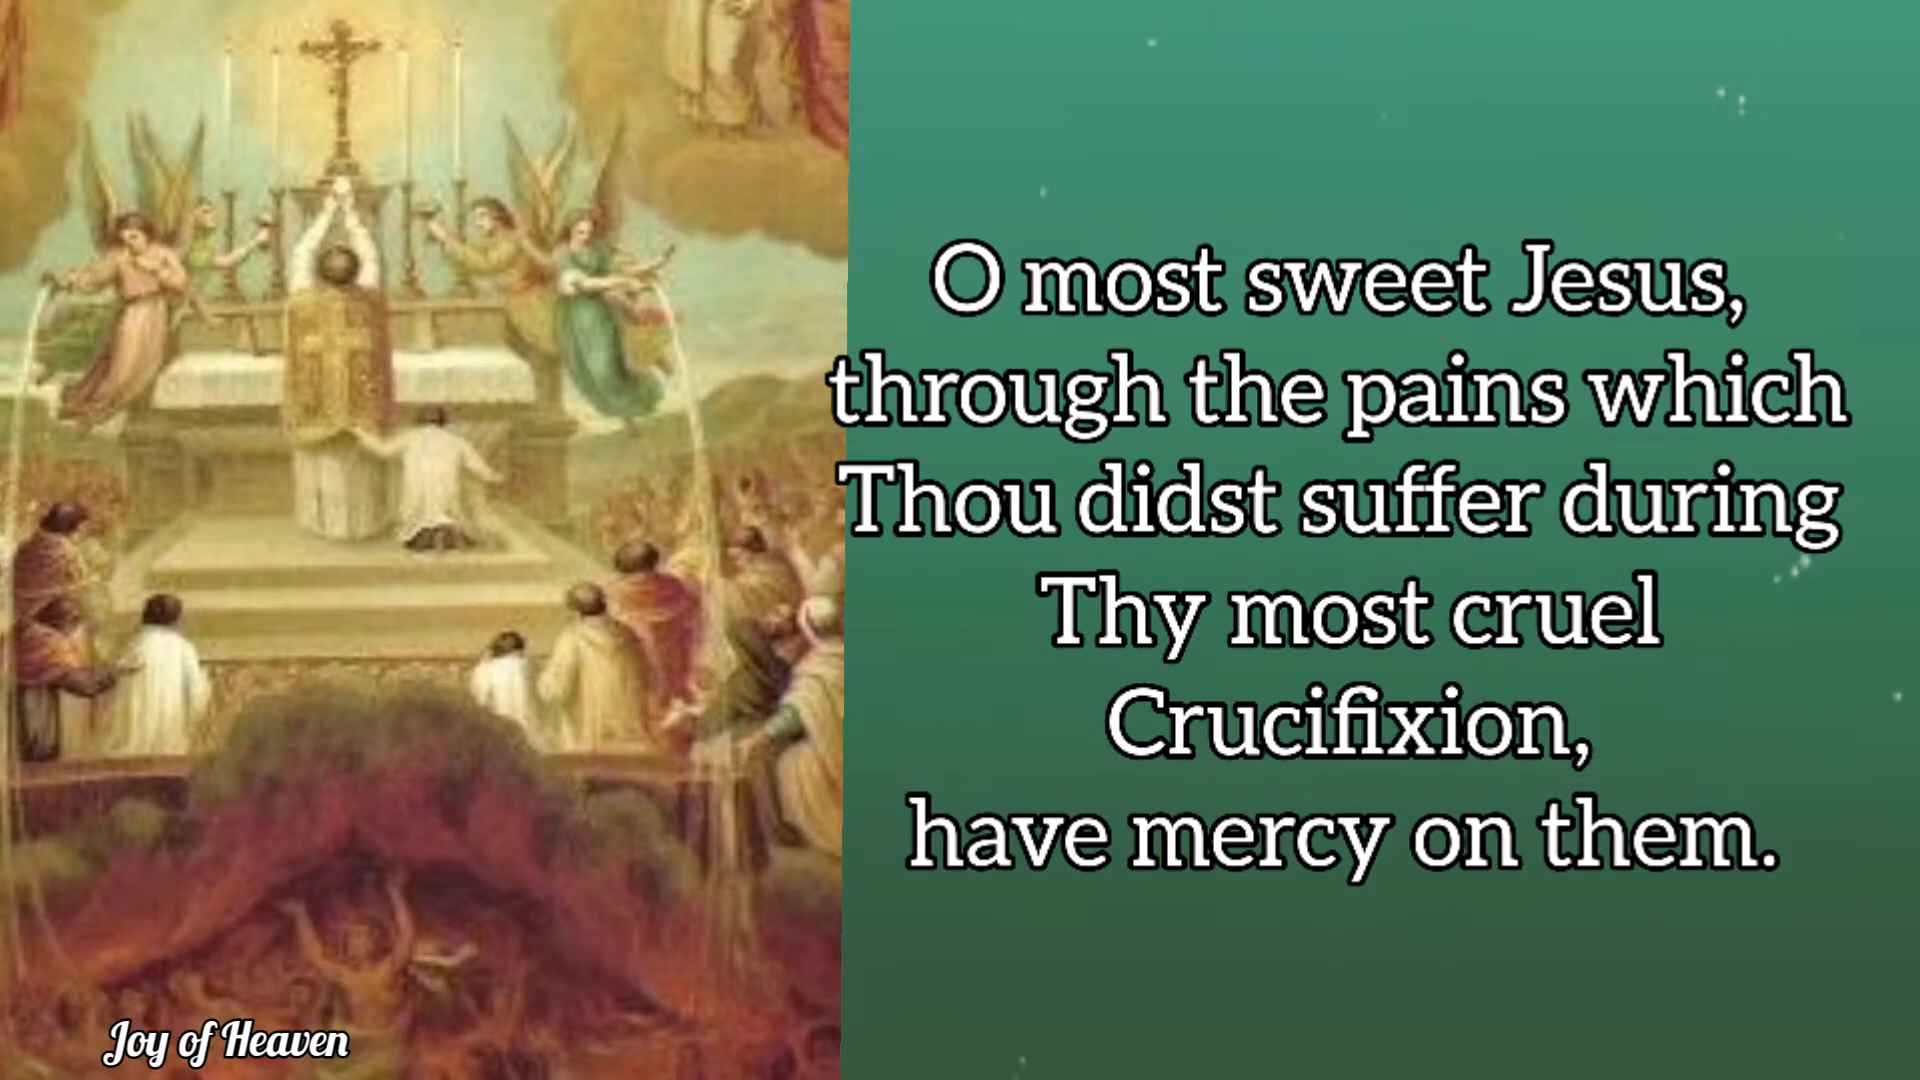 O most sweet Jesus,
through the pains which
Thou didst suffer during
Thy most cruel
Crucifixion,
have mercy on them.
Joy of Heaven